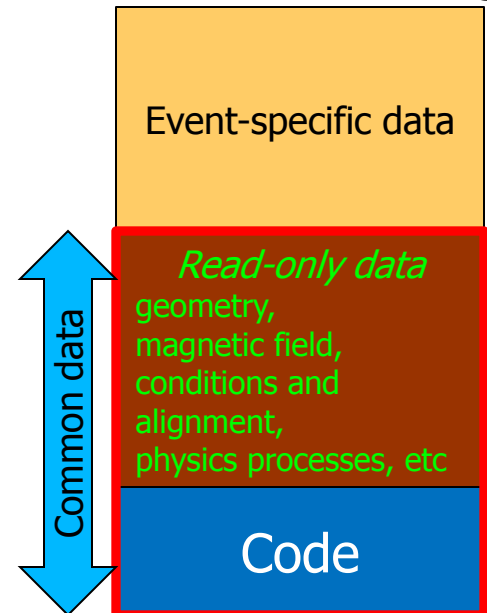 Event-specific data
Common data
Read-only data
geometry,
magnetic field,
conditions and
alignment,
physics processes, etc
Code